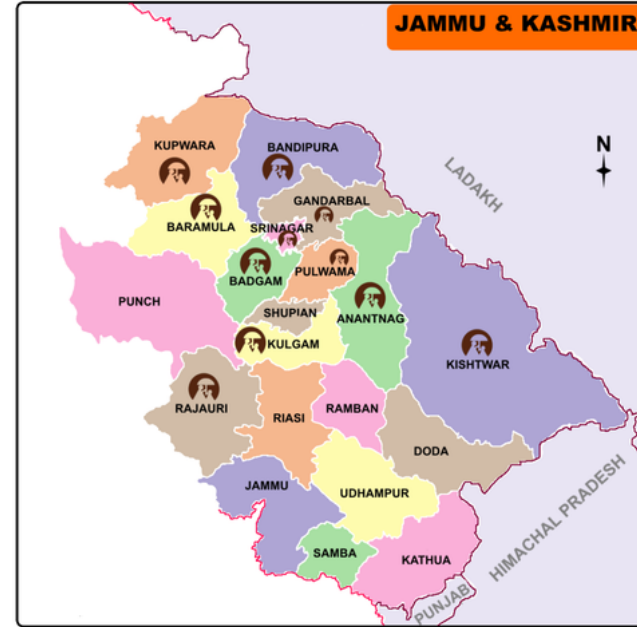 JAMMU & KASHMIR
KUPWARA
BANDIPURA
N
LADAKH
GANDARBAL
BARAMULA
SRINAGAR
BADGAM
PULWAMA
PUNCH
SHUPIAN
ANANTNAG
KULGAM
KISHTWAR
RAJAURI
RIASI
RAMBAN
DODA
JAMMU
UDHAMPUR
HIMACHAL PRADESH
SAMBA
KATHUA
PUNJAB